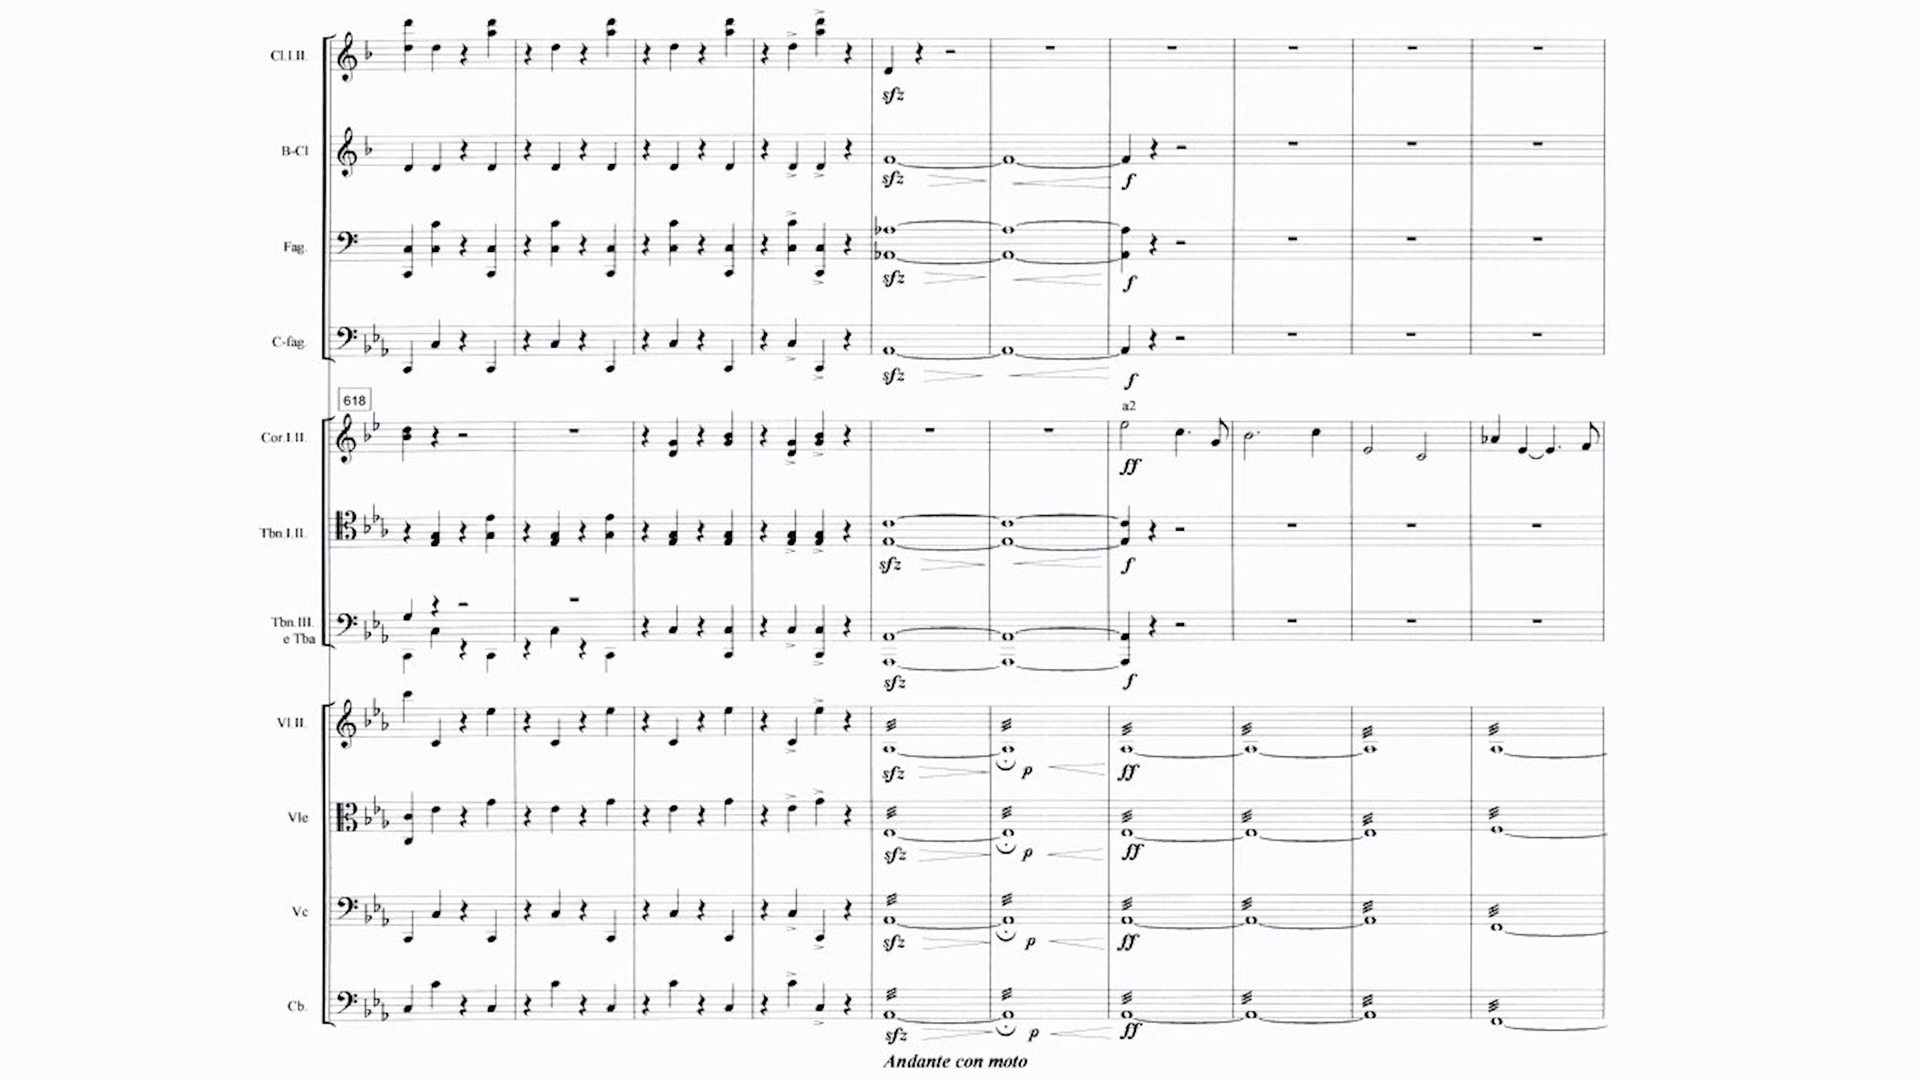 Cl.I.II.
sfz
B-Cl
sfz f
Fag.
sfz f
C-fag.
sfz f
618
a2
Cor.I.II.
ff
Tbn.I.II.
sfz f
Tbn.III.
e Tba
sfz f
Vl.II.
sfz p ff
Vle
sfz p ff
Vc
sfz p ff
Cb.
sfz p ff
Andante con moto